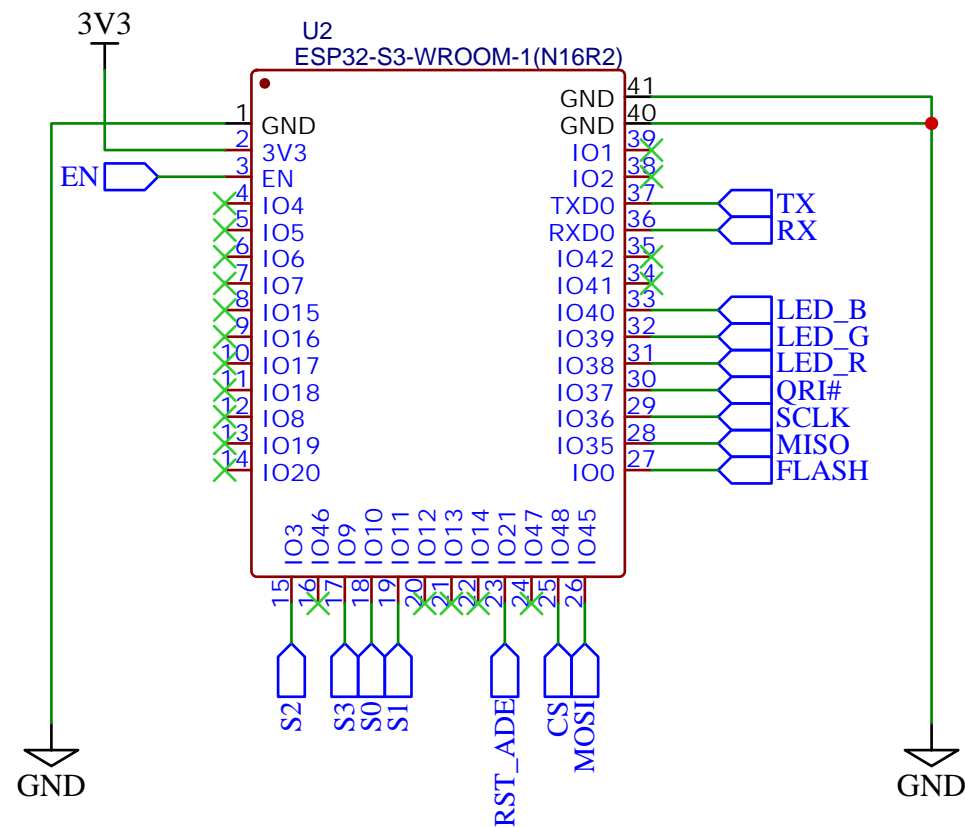 3V3
U2
ESP32-S3-WROOM-1(N16R2)
1 GND
2 3V3
EN 3 EN
4 IO4
5 IO5
6 IO6
7 IO7
8 IO15
9 IO16
10 IO17
11 IO18
12 IO8
13 IO19
14 IO20
GND 41
GND 40
IO1 39
IO2 38
TXD0 37 TX
RXD0 36 RX
IO42 35
IO41 34
IO40 33 LED_B
IO39 32 LED_G
IO38 31 LED_R
IO37 30 QRI#
IO36 29 SCLK
IO35 28 MISO
IO0 27 FLASH
IO3 15 S2
IO46 16
IO9 17 S3
IO10 18 S0
IO11 19 S1
IO12 20
IO13 21
IO14 22
IO21 23 RST_ADE
IO47 24
IO48 25 CS
IO45 26 MOSI
GND
GND